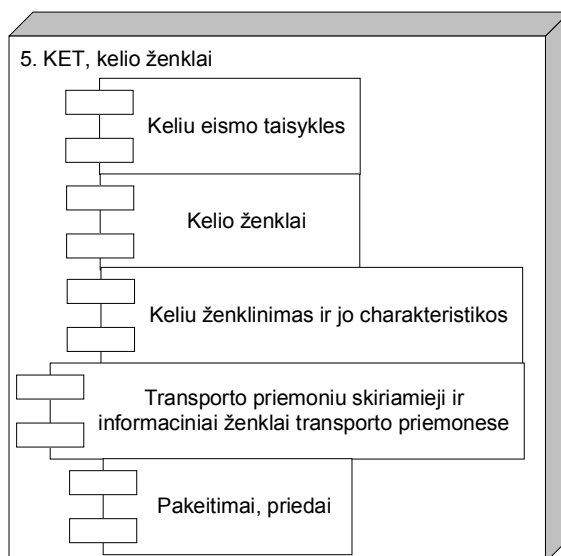 5. KET, kelio ženklai
Keliu eismo taisykles
Kelio ženklai
Keliu ženklinimas ir jo charakteristikos
Transporto priemoniu skiriamieji ir
informaciniai ženklai transporto priemonese
Pakeitimai, priedai